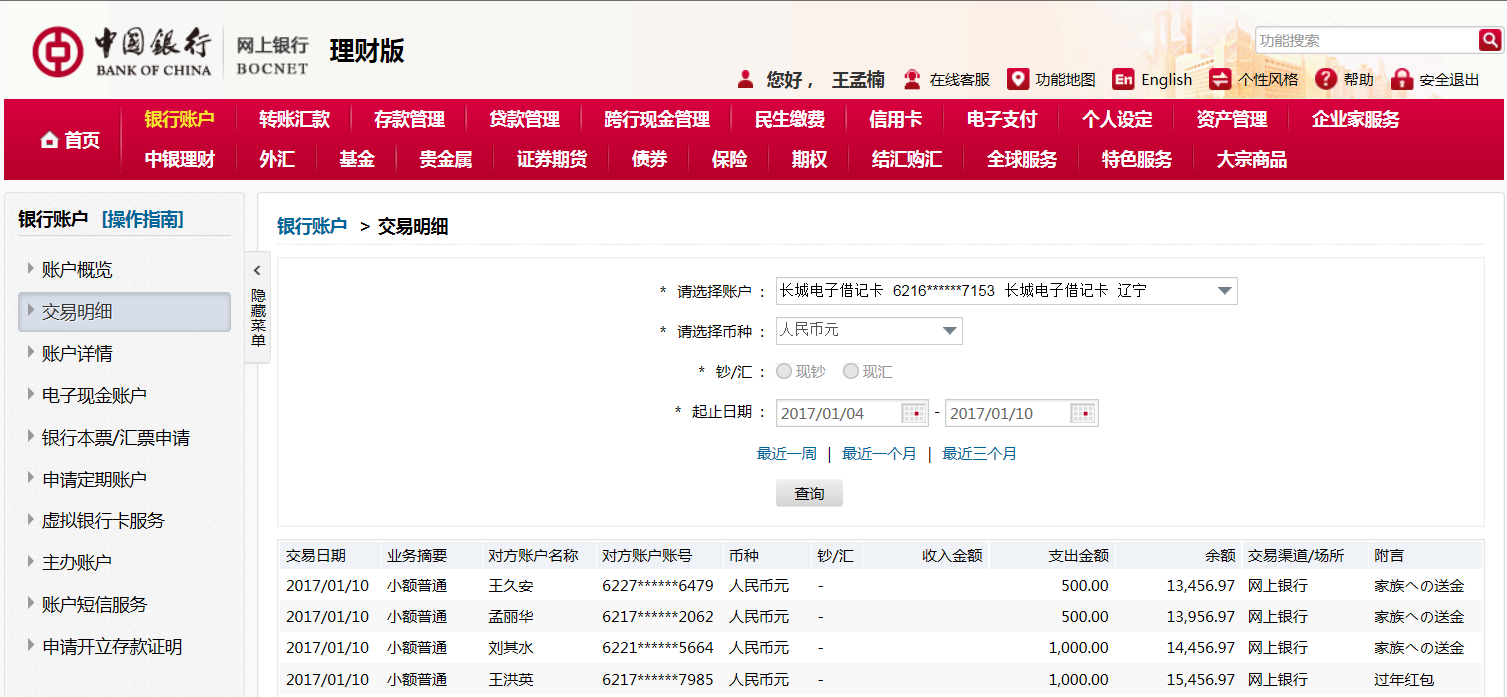 中国银行 BANK OF CHINA 网上银行 BOCNET 理财版
功能搜索
您好， 王孟楠 在线客服 功能地图 En English 个性风格 帮助 安全退出
首页
银行账户 转账汇款 存款管理 贷款管理 跨行现金管理 民生缴费 信用卡 电子支付 个人设定 资产管理 企业家服务
中银理财 外汇 基金 贵金属 证券期货 债券 保险 期权 结汇购汇 全球服务 特色服务 大宗商品
银行账户 [操作指南]
账户概览
交易明细
账户详情
电子现金账户
银行本票/汇票申请
申请定期账户
虚拟银行卡服务
主办账户
账户短信服务
申请开立存款证明
< 隐藏菜单
银行账户 > 交易明细
* 请选择账户 : 长城电子借记卡 6216******7153 长城电子借记卡 辽宁
* 请选择币种 : 人民币元
* 钞/汇 : 现钞 现汇
* 起止日期 : 2017/01/04 - 2017/01/10
最近一周 | 最近一个月 | 最近三个月
查询
交易日期 业务摘要 对方账户名称 对方账户账号 币种 钞/汇 收入金额 支出金额 余额 交易渠道/场所 附言
2017/01/10 小额普通 王久安 6227******6479 人民币元 - 500.00 13,456.97 网上银行 家族への送金
2017/01/10 小额普通 孟丽华 6217******2062 人民币元 - 500.00 13,956.97 网上银行 家族への送金
2017/01/10 小额普通 刘其水 6221******5664 人民币元 - 1,000.00 14,456.97 网上银行 家族への送金
2017/01/10 小额普通 王洪英 6217******7985 人民币元 - 1,000.00 15,456.97 网上银行 过年红包